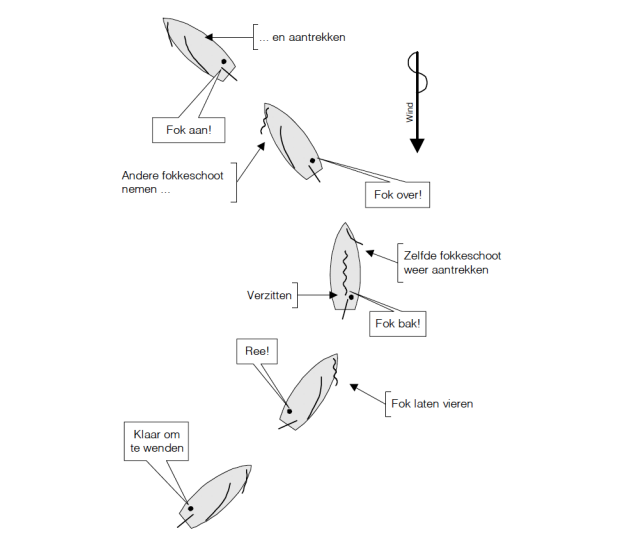 ... en aantrekken
Wind
Fok aan!
Andere fokkeschoot
nemen ...
Fok over!
Zelfde fokkeschoot
weer aantrekken
Verzitten
Fok bak!
Ree!
Fok laten vieren
Klaar om
te wenden